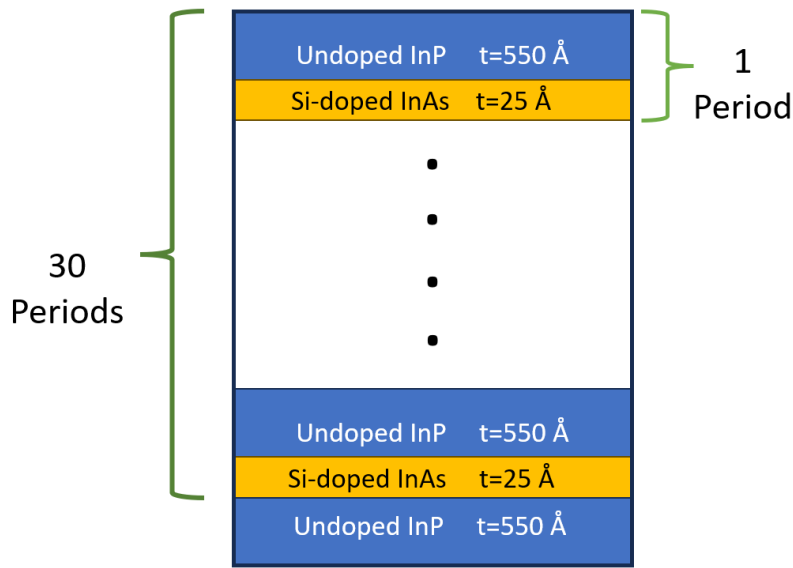 Undoped InP t=550 Å
1
Period
Si-doped InAs t=25 Å
30
Periods
Undoped InP t=550 Å
Si-doped InAs t=25 Å
Undoped InP t=550 Å